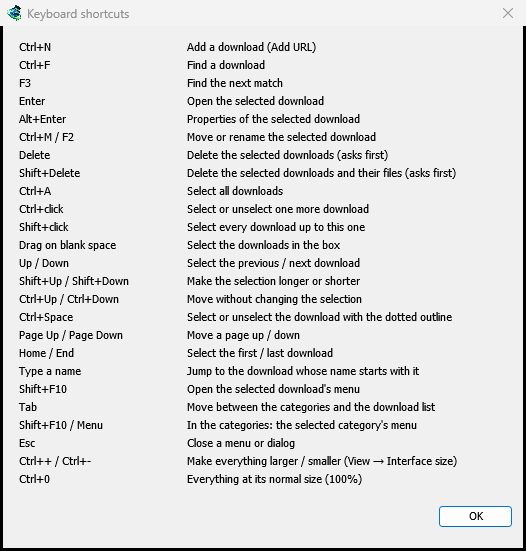 Keyboard shortcuts
Ctrl+N Add a download (Add URL)
Ctrl+F Find a download
F3 Find the next match
Enter Open the selected download
Alt+Enter Properties of the selected download
Ctrl+M / F2 Move or rename the selected download
Delete Delete the selected downloads (asks first)
Shift+Delete Delete the selected downloads and their files (asks first)
Ctrl+A Select all downloads
Ctrl+click Select or unselect one more download
Shift+click Select every download up to this one
Drag on blank space Select the downloads in the box
Up / Down Select the previous / next download
Shift+Up / Shift+Down Make the selection longer or shorter
Ctrl+Up / Ctrl+Down Move without changing the selection
Ctrl+Space Select or unselect the download with the dotted outline
Page Up / Page Down Move a page up / down
Home / End Select the first / last download
Type a name Jump to the download whose name starts with it
Shift+F10 Open the selected download's menu
Tab Move between the categories and the download list
Shift+F10 / Menu In the categories: the selected category's menu
Esc Close a menu or dialog
Ctrl++ / Ctrl+- Make everything larger / smaller (View → Interface size)
Ctrl+0 Everything at its normal size (100%)
OK